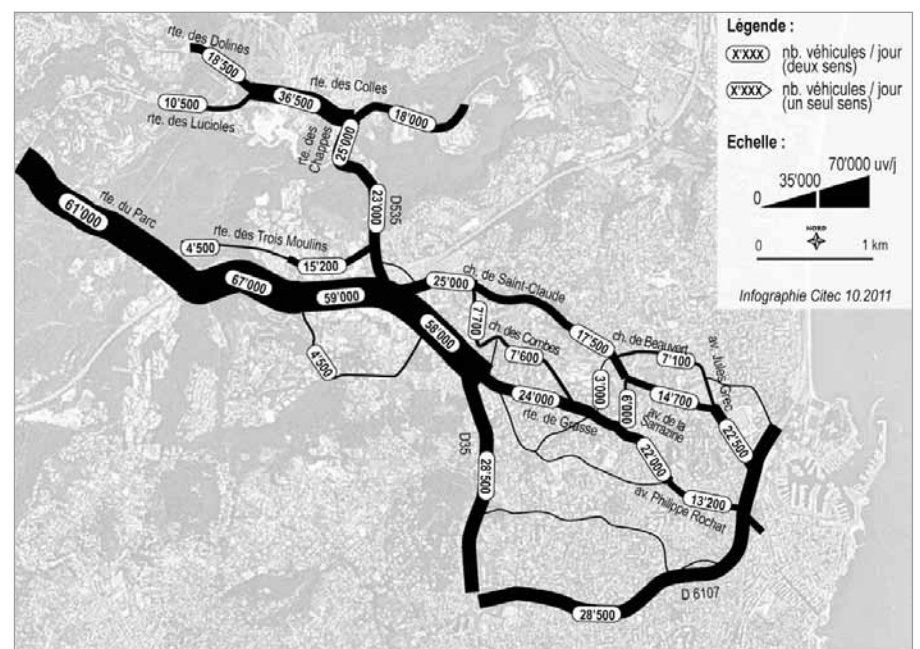 Légende :
X'XXX nb. véhicules / jour
(deux sens)
X'XXX nb. véhicules / jour
(un seul sens)
Echelle :
70'000 uv/j
35'000
0
NORD
0 1 km
Infographie Citec 10.2011
rte. des Dolines
18'500
rte. des Colles
36'500
10'500
rte. des Lucioles
18'000
rte. des
Chappes
25'000
23'000
D535
rte. du Parc
61'000
rte. des Trois Moulins
4'500
15'200
67'000
59'000
58'000
4'500
25'000
ch. de Saint-Claude
7'700
ch. des Combes
7'600
17'500
ch. de Beauvert
7'100
av. Jules Grec
3'000
6'000
14'700
av. de la
Sarrazine
24'000
rte. de Grasse
22'500
22'000
D35
28'500
av. Philippe Rochat
13'200
D 6107
28'500